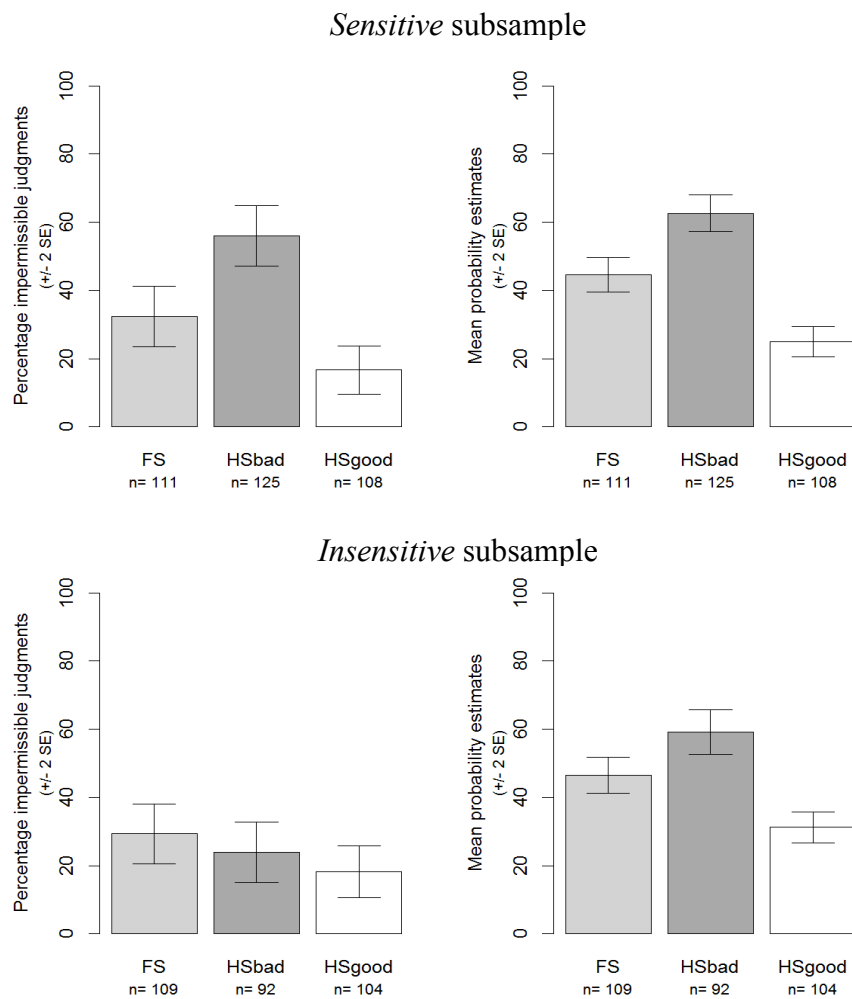 Sensitive subsample
Percentage impermissible judgments
(+/- 2 SE)
100
80
60
40
20
0
FS HSbad HSgood
n= 111 n= 125 n= 108
Mean probability estimates
(+/- 2 SE)
100
80
60
40
20
0
FS HSbad HSgood
n= 111 n= 125 n= 108
Insensitive subsample
Percentage impermissible judgments
(+/- 2 SE)
100
80
60
40
20
0
FS HSbad HSgood
n= 109 n= 92 n= 104
Mean probability estimates
(+/- 2 SE)
100
80
60
40
20
0
FS HSbad HSgood
n= 109 n= 92 n= 104